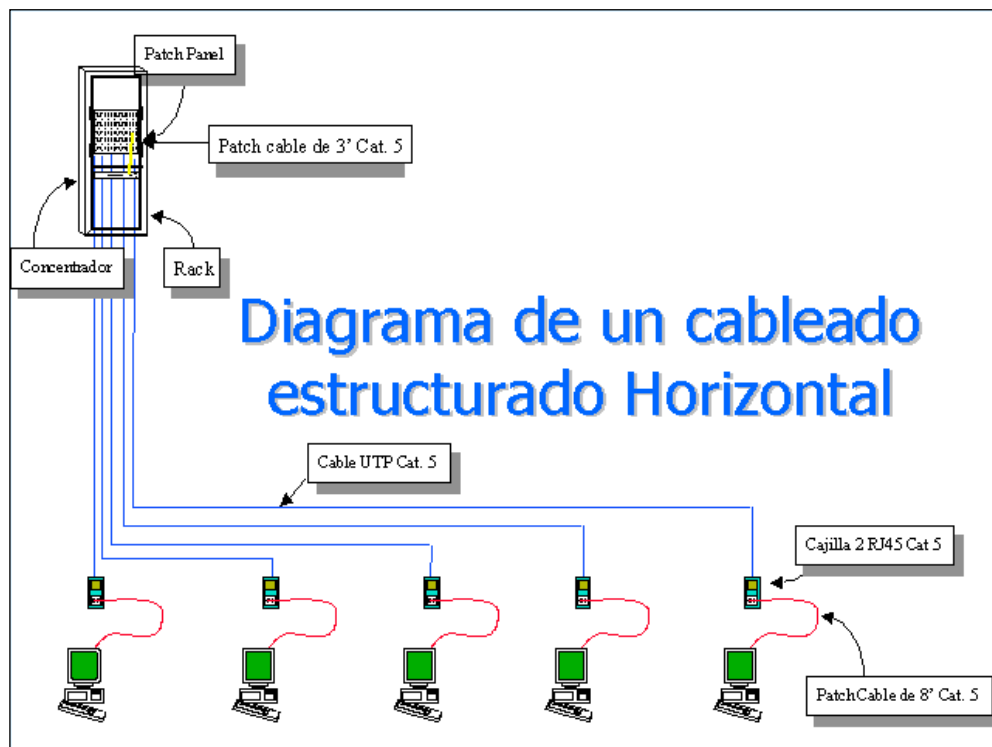 Patch Panel
Patch cable de 3' Cat. 5
Concentrador
Rack
Diagrama de un cableado
estructurado Horizontal
Cable UTP Cat. 5
Cajilla 2 RJ45 Cat 5
PatchCable de 8' Cat. 5